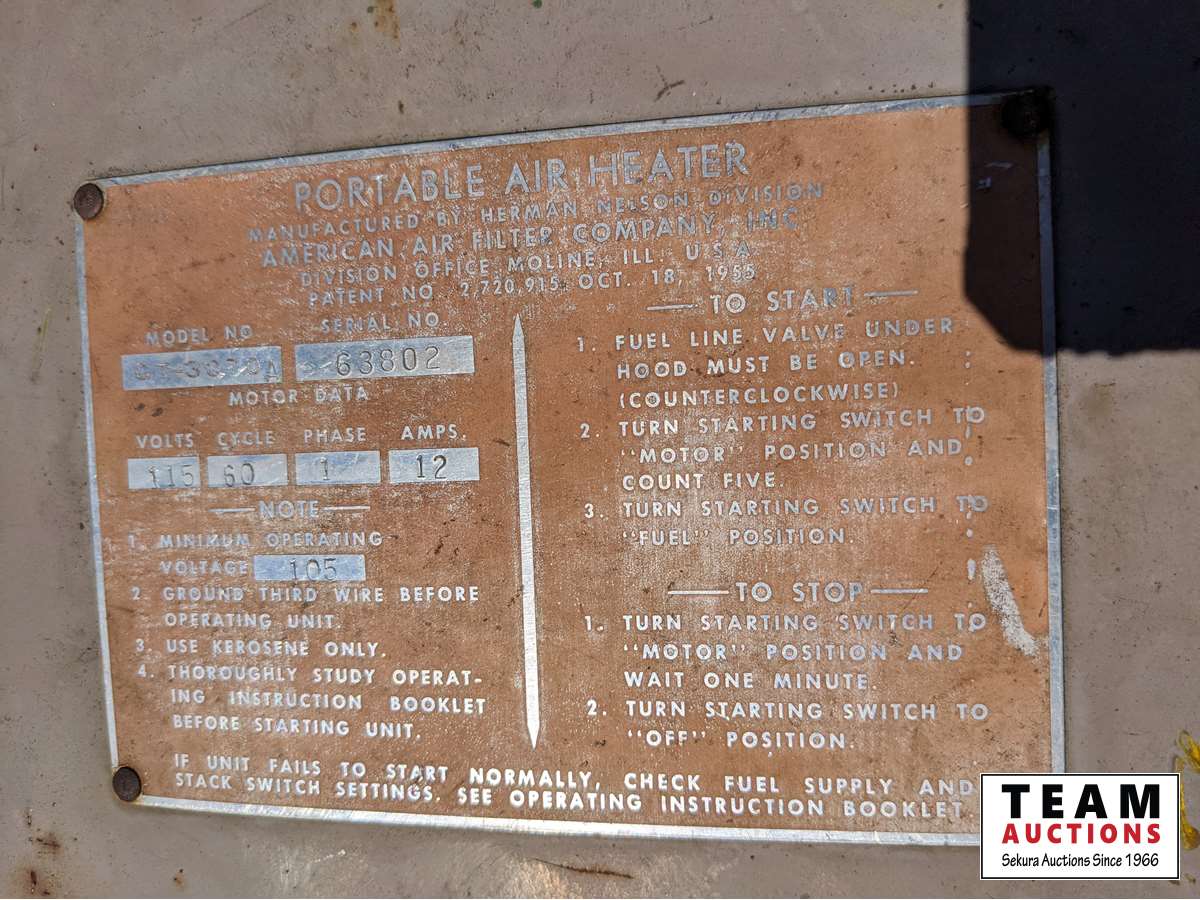 PORTABLE AIR HEATER
MANUFACTURED BY HERMAN NELSON DIVISION
AMERICAN AIR FILTER COMPANY, INC
DIVISION OFFICE, MOLINE, ILL. U.S.A.
PATENT NO. 2,720,915, OCT. 18, 1955
MODEL NO
SERIAL NO
63802
MOTOR DATA
VOLTS CYCLE PHASE AMPS.
115 60 1 12
NOTE
1. MINIMUM OPERATING
VOLTAGE 105
2. GROUND THIRD WIRE BEFORE
OPERATING UNIT.
3. USE KEROSENE ONLY.
4. THOROUGHLY STUDY OPERAT-
ING INSTRUCTION BOOKLET
BEFORE STARTING UNIT.
TO START
1. FUEL LINE VALVE UNDER
HOOD MUST BE OPEN.
(COUNTERCLOCKWISE)
2. TURN STARTING SWITCH TO
"MOTOR" POSITION AND
COUNT FIVE
3. TURN STARTING SWITCH TO
"FUEL" POSITION.
TO STOP
1. TURN STARTING SWITCH TO
"MOTOR" POSITION AND
WAIT ONE MINUTE.
2. TURN STARTING SWITCH TO
"OFF" POSITION.
IF UNIT FAILS TO START NORMALLY, CHECK FUEL SUPPLY AND
STACK SWITCH SETTINGS. SEE OPERATING INSTRUCTION BOOKLET
TEAM
AUCTIONS
Sekura Auctions Since 1966